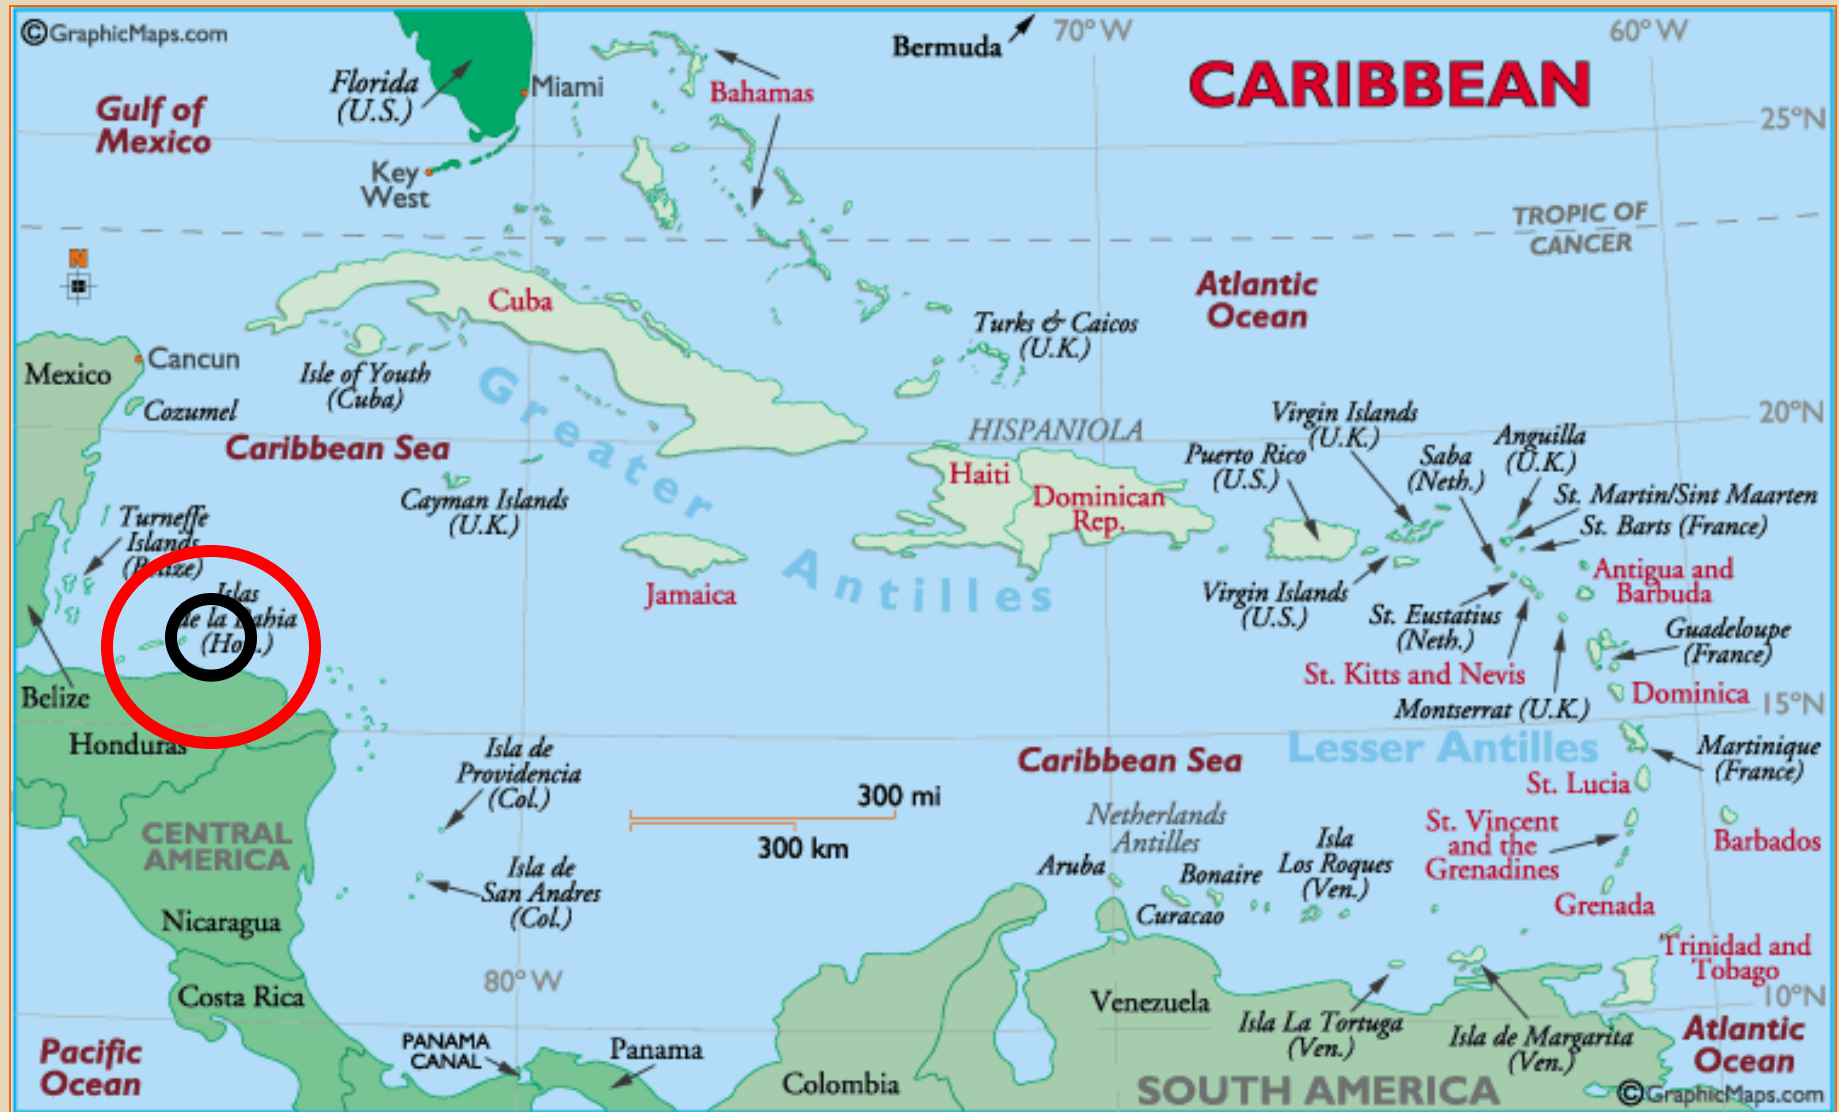 ©GraphicMaps.com
Bermuda
70°W
60°W
CARIBBEAN
Florida
(U.S.)
Miami
Bahamas
Gulf of
Mexico
25°N
Key
West
TROPIC OF
CANCER
N
Cuba
Atlantic
Ocean
Turks & Caicos
(U.K.)
Mexico
Cancun
Isle of Youth
(Cuba)
Cozumel
Greater
Antilles
20°N
Caribbean Sea
HISPANIOLA
Virgin Islands
(U.K.)
Anguilla
(U.K.)
Puerto Rico
(U.S.)
Saba
(Neth.)
Haiti
Dominican
Rep.
St. Martin/Sint Maarten
St. Barts (France)
Cayman Islands
(U.K.)
Turneffe
Islands
(Belize)
Islas
de la Bahia
(Hon.)
Jamaica
Virgin Islands
(U.S.)
St. Eustatius
(Neth.)
Antigua and
Barbuda
Guadeloupe
(France)
St. Kitts and Nevis
Dominica
Montserrat (U.K.)
15°N
Belize
Honduras
Isla de
Providencia
(Col.)
Caribbean Sea
Lesser Antilles
Martinique
(France)
St. Lucia
300 mi
300 km
Netherlands
Antilles
St. Vincent
and the
Grenadines
Barbados
CENTRAL
AMERICA
Isla de
San Andres
(Col.)
Aruba
Bonaire
Curacao
Isla
Los Roques
(Ven.)
Grenada
Nicaragua
Trinidad and
Tobago
80°W
10°N
Costa Rica
Venezuela
Isla La Tortuga
(Ven.)
Isla de Margarita
(Ven.)
Atlantic
Ocean
Pacific
Ocean
PANAMA
CANAL
Panama
Colombia
SOUTH AMERICA
©GraphicMaps.com